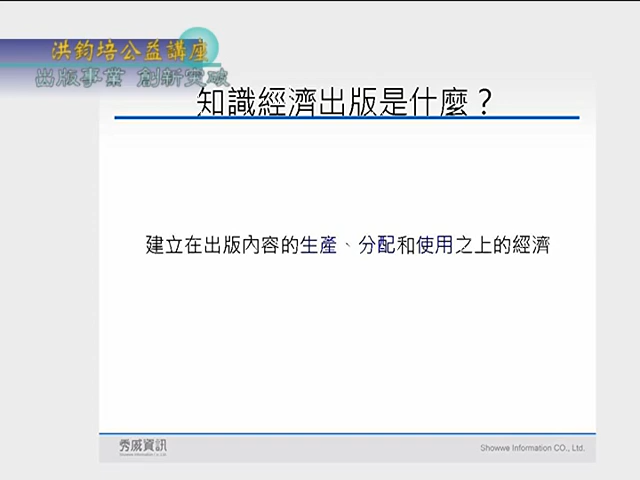 洪鈞培公益講座
出版事業 創新突破
知識經濟出版是什麼？
建立在出版內容的生產、分配和使用之上的經濟
秀威資訊
Showwe Information CO., Ltd.